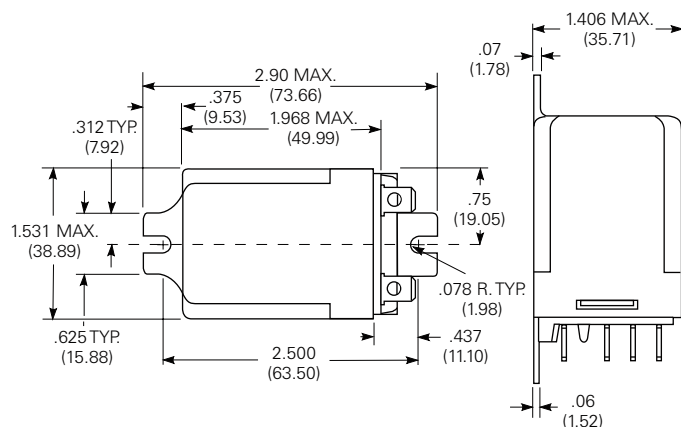 1.406 MAX.
(35.71)
.07
(1.78)
2.90 MAX.
(73.66)
.375
(9.53)
1.968 MAX.
(49.99)
.312 TYP.
(7.92)
.75
(19.05)
1.531 MAX.
(38.89)
.078 R. TYP.
(1.98)
.625 TYP.
(15.88)
2.500
(63.50)
.437
(11.10)
.06
(1.52)